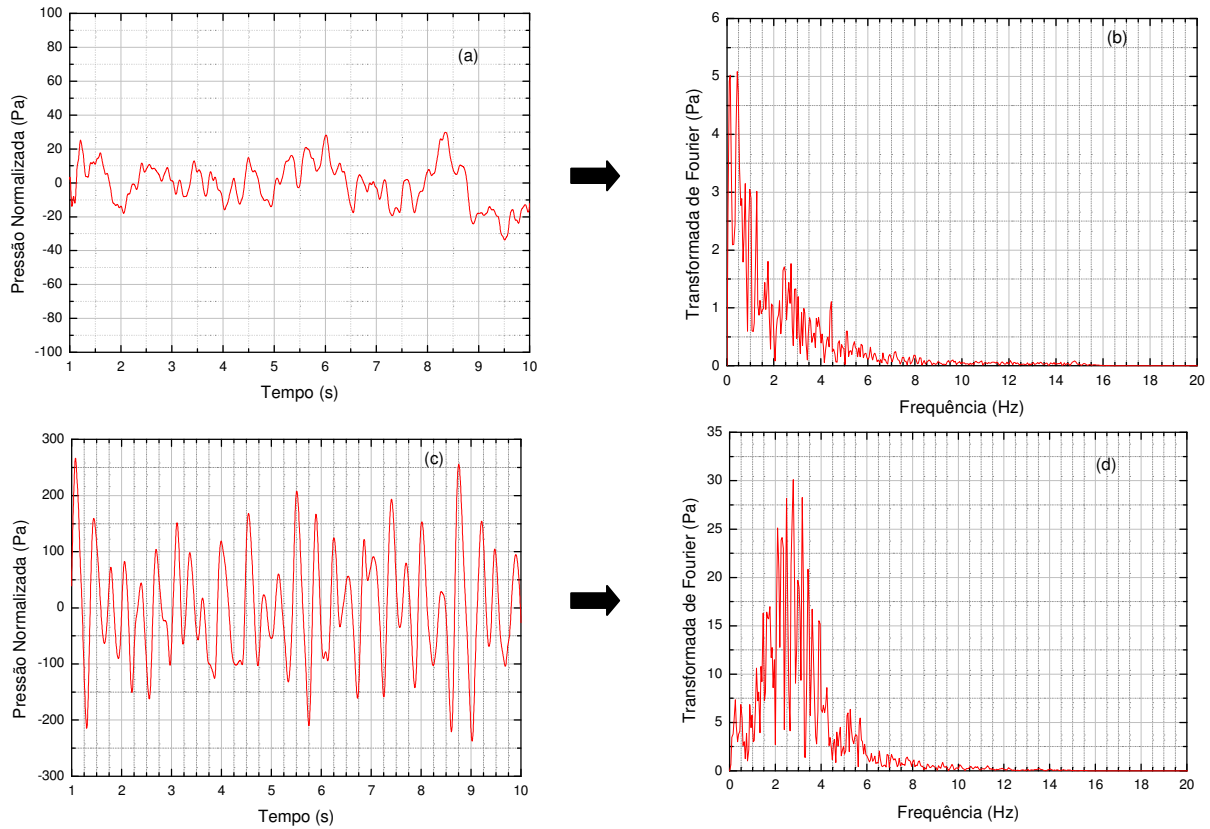 Pressão Normalizada (Pa)
100
80
60
40
20
0
-20
-40
-60
-80
-100
(a)
1 2 3 4 5 6 7 8 9 10
Tempo (s)
Transformada de Fourier (Pa)
6
5
4
3
2
1
0
(b)
0 2 4 6 8 10 12 14 16 18 20
Frequência (Hz)
Pressão Normalizada (Pa)
300
200
100
0
-100
-200
-300
(c)
1 2 3 4 5 6 7 8 9 10
Tempo (s)
Transformada de Fourier (Pa)
35
30
25
20
15
10
5
0
(d)
0 2 4 6 8 10 12 14 16 18 20
Frequência (Hz)